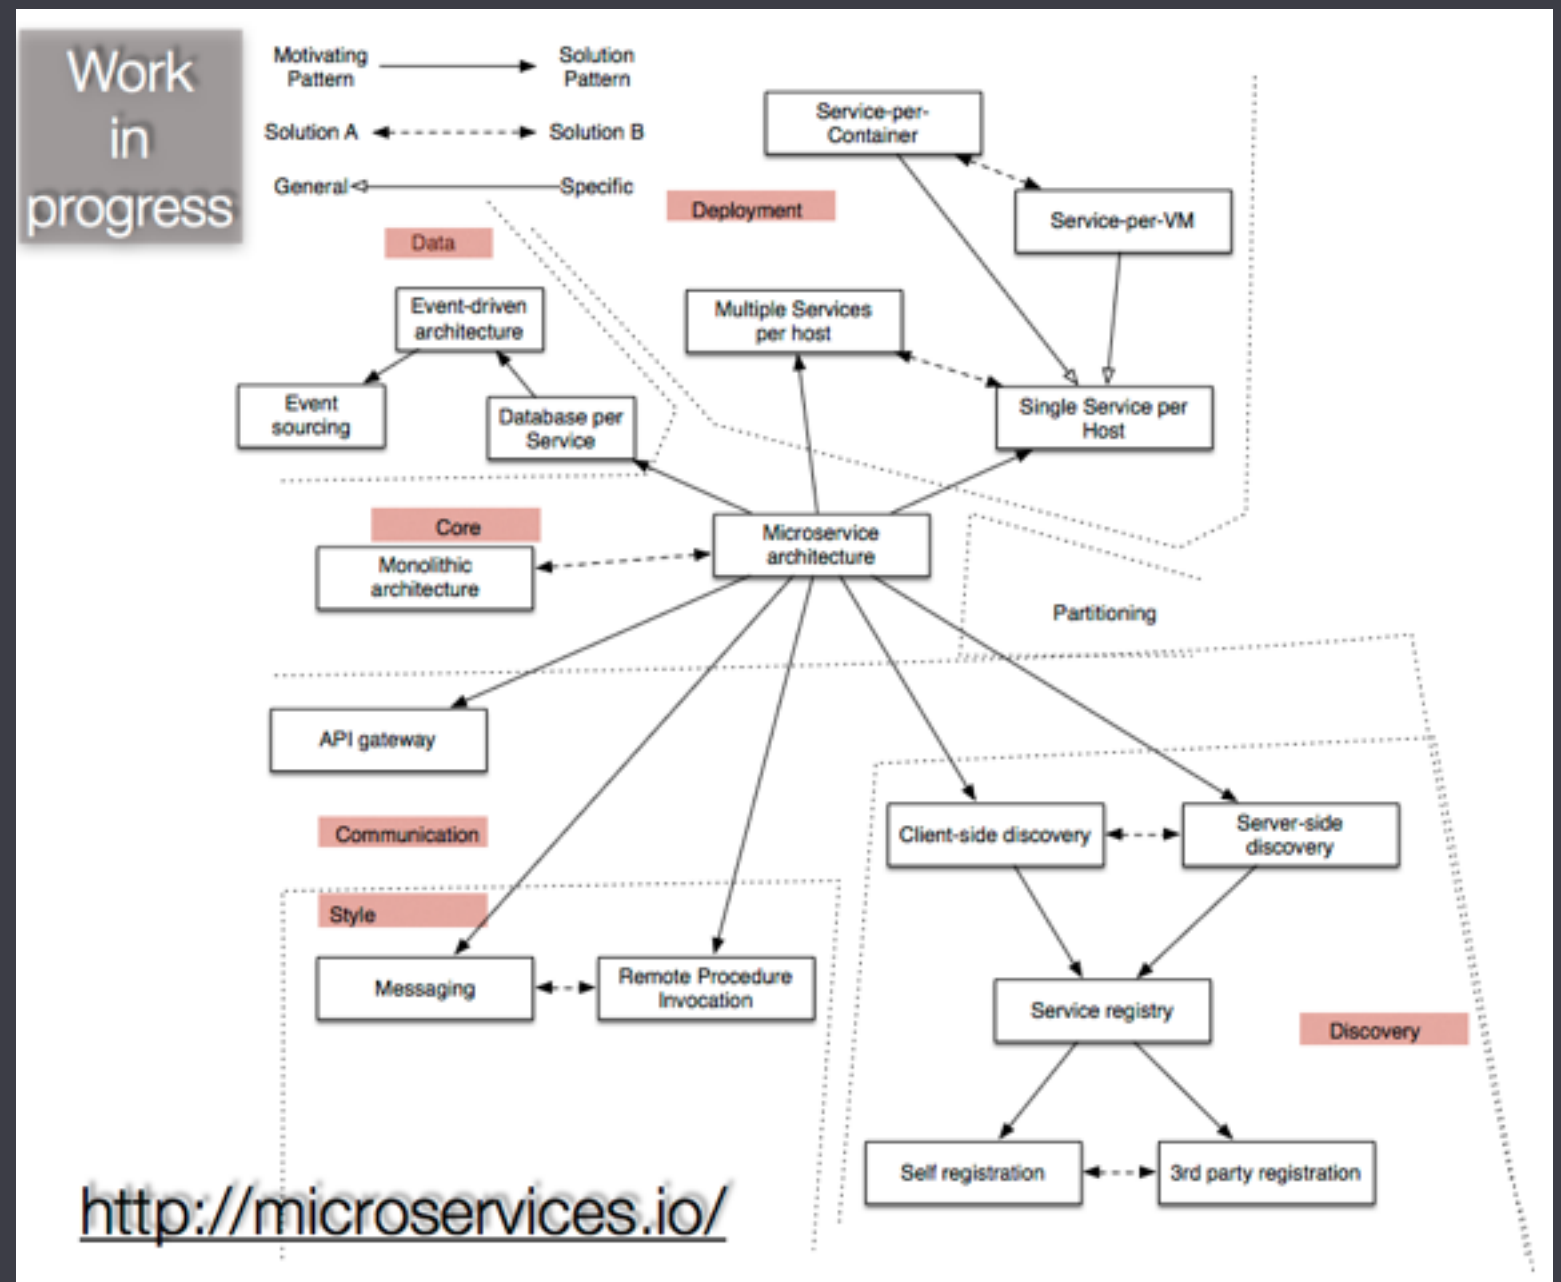 Work
in
progress
Motivating
Pattern
Solution
Pattern
Solution A
Solution B
General
Specific
Service-per-
Container
Service-per-VM
Deployment
Data
Event-driven
architecture
Multiple Services
per host
Event
sourcing
Database per
Service
Single Service per
Host
Core
Monolithic
architecture
Microservice
architecture
Partitioning
API gateway
Communication
Client-side discovery
Server-side
discovery
Style
Messaging
Remote Procedure
Invocation
Service registry
Discovery
Self registration
3rd party registration
http://microservices.io/